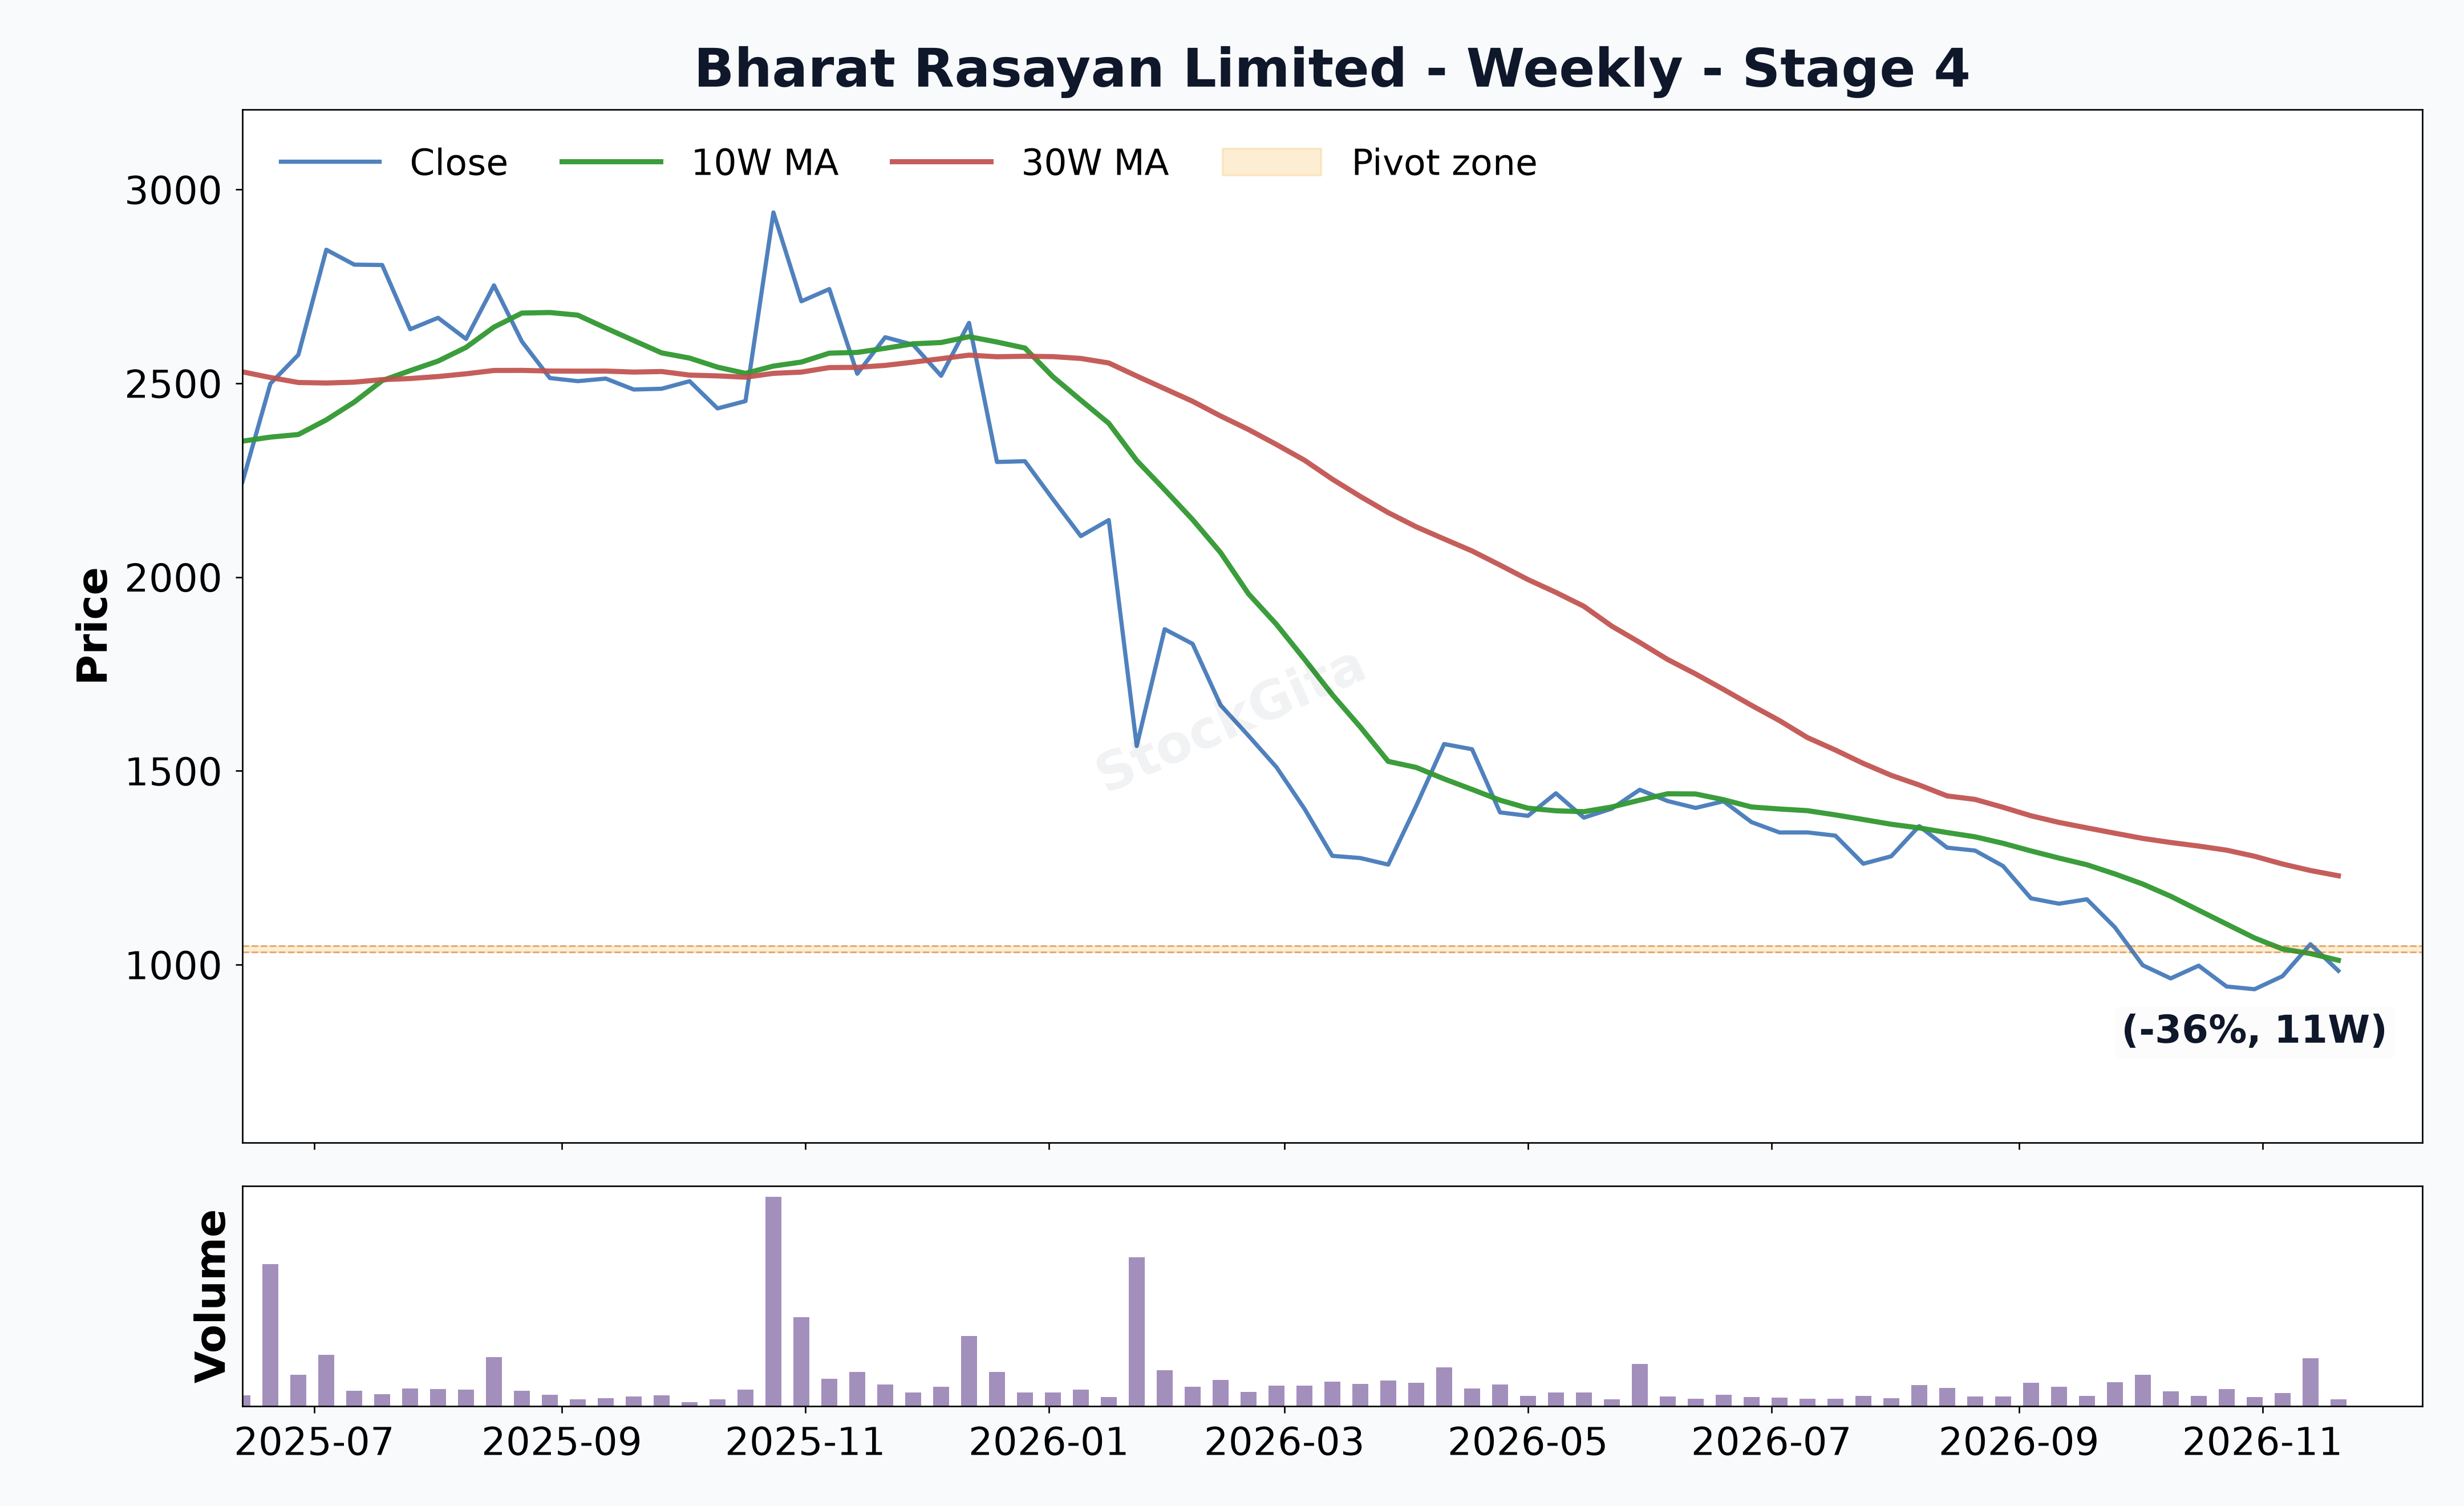 Bharat Rasayan Limited - Weekly - Stage 4
Close 10W MA 30W MA Pivot zone
3000
2500
2000
1500
1000
Price
StockGita
(-36%, 11W)
Volume
2025-07 2025-09 2025-11 2026-01 2026-03 2026-05 2026-07 2026-09 2026-11